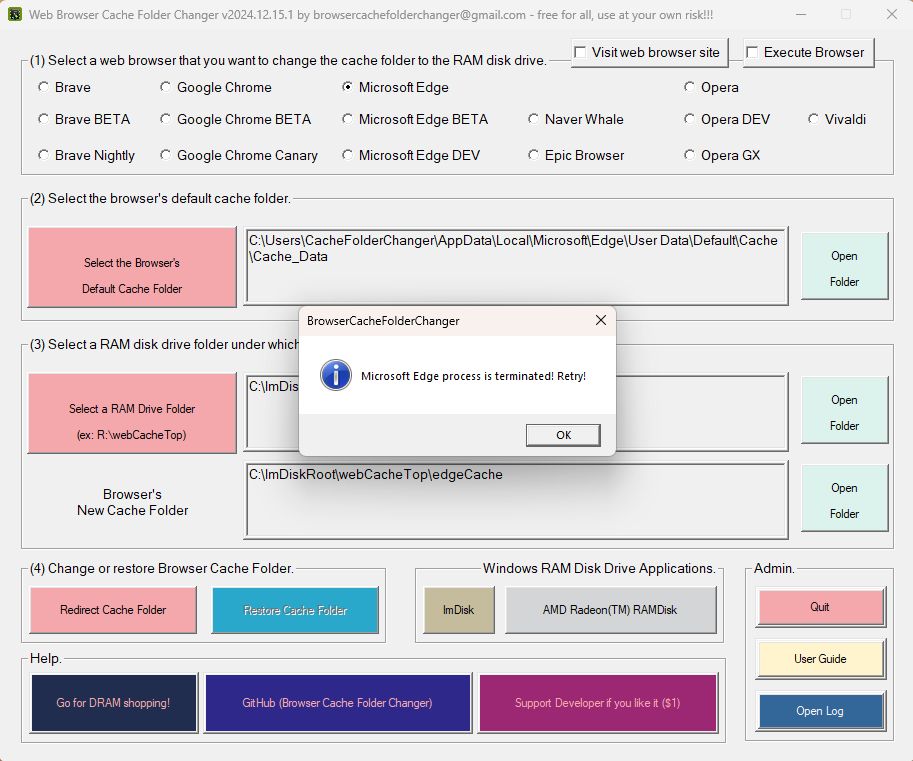 Web Browser Cache Folder Changer v2024.12.15.1 by browsercachefolderchanger@gmail.com - free for all, use at your own risk!!!
(1) Select a web browser that you want to change the cache folder to the RAM disk drive.
Visit web browser site
Execute Browser
Brave
Google Chrome
Microsoft Edge
Opera
Brave BETA
Google Chrome BETA
Microsoft Edge BETA
Naver Whale
Opera DEV
Vivaldi
Brave Nightly
Google Chrome Canary
Microsoft Edge DEV
Epic Browser
Opera GX
(2) Select the browser's default cache folder.
Select the Browser's
Default Cache Folder
C:\Users\CacheFolderChanger\AppData\Local\Microsoft\Edge\User Data\Default\Cache
\Cache_Data
Open
Folder
BrowserCacheFolderChanger
Microsoft Edge process is terminated! Retry!
OK
(3) Select a RAM disk drive folder under which
Select a RAM Drive Folder
(ex: R:\webCacheTop)
C:\ImDis
Open
Folder
Browser's
New Cache Folder
C:\ImDiskRoot\webCacheTop\edgeCache
Open
Folder
(4) Change or restore Browser Cache Folder.
Redirect Cache Folder
Restore Cache Folder
Windows RAM Disk Drive Applications.
ImDisk
AMD Radeon(TM) RAMDisk
Admin.
Quit
User Guide
Open Log
Help.
Go for DRAM shopping!
GitHub (Browser Cache Folder Changer)
Support Developer if you like it ($1)